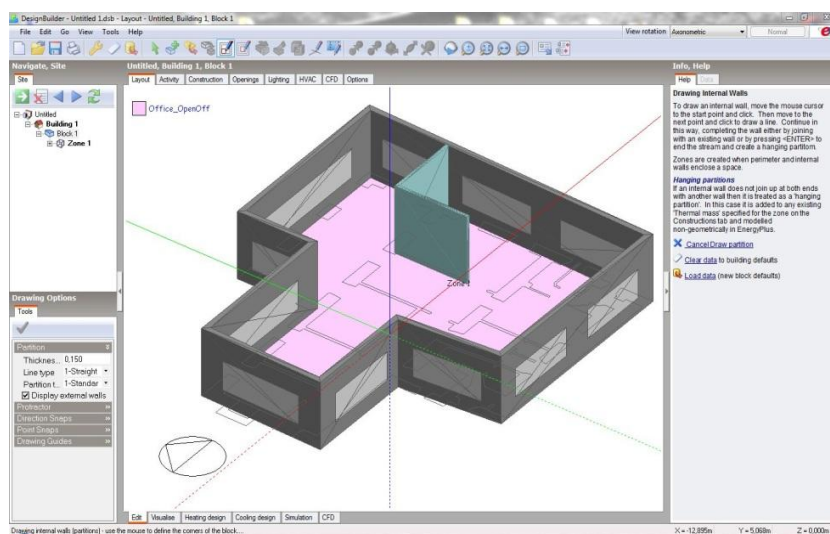 DesignBuilder - Untitled 1.dsb - Layout - Untitled, Building 1, Block 1
File Edit Go View Tools Help
View rotation Axonometric Normal
Navigate, Site
Site
Untitled
Building 1
Block 1
Zone 1
Untitled, Building 1, Block 1
Layout Activity Construction Openings Lighting HVAC CFD Options
Office_OpenOff
Zone 1
Info, Help
Help Data
Drawing Internal Walls
To draw an internal wall, move the mouse cursor
to the start point and click. Then move to the
next point and click to draw a line. Continue in
this way, completing the wall either by joining
with an existing wall or by pressing <ENTER> to
end the stream and create a hanging partitom.
Zones are created when perimeter and internal
walls enclose a space.
Hanging partitions
If an internal wall does not join up at both ends
with another wall then it is treated as a 'hanging
partition'. In this case it is added to any existing
'Thermal mass' specified for the zone on the
Constructions tab and modelled
non-geometrically in EnergyPlus.
Cancel Draw partition
Clear data to building defaults
Load data (new block defaults)
Drawing Options
Tools
Partition
Thicknes... 0,150
Line type 1-Straight
Partition t... 1-Standar
Display external walls
Protractor
Direction Snaps
Point Snaps
Drawing Guides
Edit Visualise Heating design Cooling design Simulation CFD
Drawing internal walls (partitions) - use the mouse to define the corners of the block...
X = -12,895m Y = 5,068m Z = 0,000m